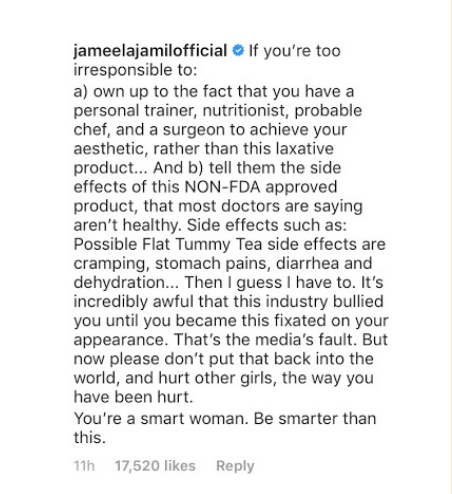 jameelajamilofficial If you're too
irresponsible to:
a) own up to the fact that you have a
personal trainer, nutritionist, probable
chef, and a surgeon to achieve your
aesthetic, rather than this laxative
product... And b) tell them the side
effects of this NON-FDA approved
product, that most doctors are saying
aren't healthy. Side effects such as:
Possible Flat Tummy Tea side effects are
cramping, stomach pains, diarrhea and
dehydration... Then I guess I have to. It's
incredibly awful that this industry bullied
you until you became this fixated on your
appearance. That's the media's fault. But
now please don't put that back into the
world, and hurt other girls, the way you
have been hurt.
You're a smart woman. Be smarter than
this.
11h 17,520 likes Reply